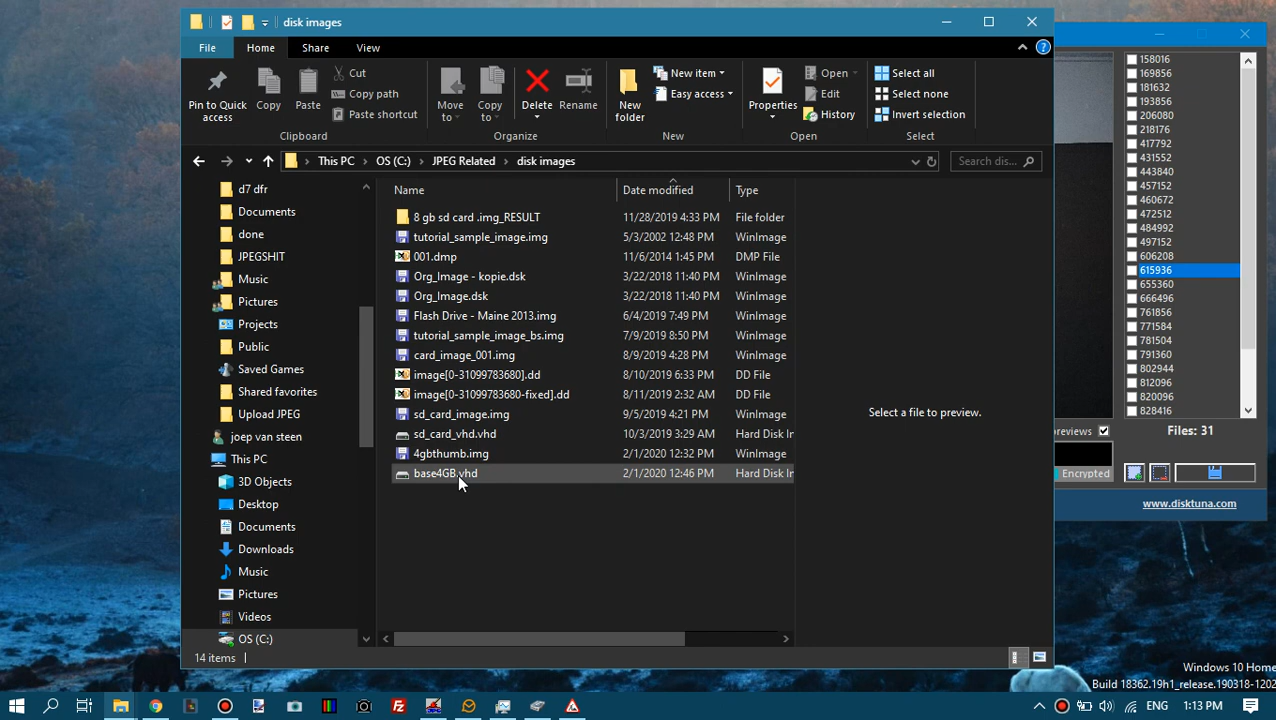 disk images
File Home Share View
Pin to Quick access
Copy
Paste
Cut
Copy path
Paste shortcut
Clipboard
Move to
Copy to
Delete
Rename
Organize
New folder
New item
Easy access
New
Properties
Open
Edit
History
Open
Select all
Select none
Invert selection
Select
This PC OS (C:) JPEG Related disk images
Search dis...
Name Date modified Type
8 gb sd card .img_RESULT 11/28/2019 4:33 PM File folder
tutorial_sample_image.img 5/3/2002 12:48 PM WinImage
001.dmp 11/6/2014 1:45 PM DMP File
Org_Image - kopie.dsk 3/22/2018 11:40 PM WinImage
Org_Image.dsk 3/22/2018 11:40 PM WinImage
Flash Drive - Maine 2013.img 6/4/2019 7:49 PM WinImage
tutorial_sample_image_bs.img 7/9/2019 8:50 PM WinImage
card_image_001.img 8/9/2019 4:28 PM WinImage
image[0-31099783680].dd 8/10/2019 6:33 PM DD File
image[0-31099783680-fixed].dd 8/11/2019 2:32 AM DD File
sd_card_image.img 9/5/2019 4:21 PM WinImage
sd_card_vhd.vhd 10/3/2019 3:29 AM Hard Disk In
4gbthumb.img 2/1/2020 12:32 PM WinImage
base4GB.vhd 2/1/2020 12:46 PM Hard Disk In
d7 dfr
Documents
done
JPEGSHIT
Music
Pictures
Projects
Public
Saved Games
Shared favorites
Upload JPEG
joep van steen
This PC
3D Objects
Desktop
Documents
Downloads
Music
Pictures
Videos
OS (C:)
Select a file to preview.
14 items
158016
169856
181632
193856
206080
218176
417792
431552
443840
457152
460672
472512
484992
497152
606208
615936
655360
666496
761856
771584
781504
791360
802944
812096
828416
previews
Files: 31
Encrypted
www.disktuna.com
Windows 10 Home
Build 18362.19h1_release.190318-1202
1:13 PM